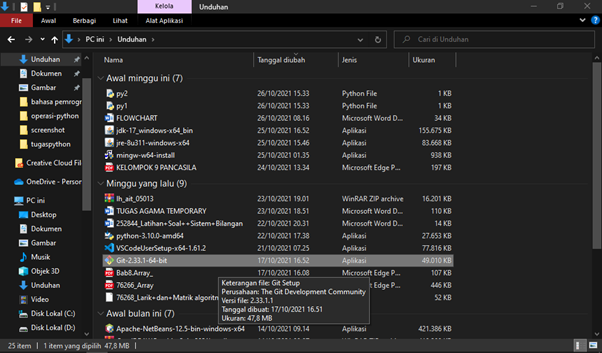 Kelola
Unduhan
File
Awal
Berbagi
Lihat
Alat Aplikasi
PC ini
Unduhan
Cari di Unduhan
Unduhan
Dokumen
Gambar
bahasa pemrogr
operasi-python
screenshot
tugaspython
Creative Cloud Fil
OneDrive - Person
PC ini
Desktop
Dokumen
Gambar
Musik
Objek 3D
Unduhan
Video
Disk Lokal (C:)
Disk Lokal (D:)
Nama Tanggal diubah Jenis Ukuran
Awal minggu ini (7)
py2 26/10/2021 15.33 Python File 1 KB
py1 26/10/2021 15.33 Python File 1 KB
FLOWCHART 26/10/2021 08.16 Microsoft Word D... 34 KB
jdk-17_windows-x64_bin 25/10/2021 16.52 Aplikasi 155.675 KB
jre-8u311-windows-x64 25/10/2021 15.46 Aplikasi 83.668 KB
mingw-w64-install 25/10/2021 01.35 Aplikasi 938 KB
KELOMPOK 9 PANCASILA 24/10/2021 13.34 Microsoft Edge P... 197 KB
Minggu yang lalu (9)
lh_ait_05013 23/10/2021 19.01 WinRAR ZIP archive 16.201 KB
TUGAS AGAMA TEMPORARY 23/10/2021 18.51 Microsoft Word D... 110 KB
252844_Latihan+Soal++Sistem+Bilangan 22/10/2021 20.31 Microsoft Word D... 14 KB
python-3.10.0-amd64 22/10/2021 17.38 Aplikasi 27.653 KB
VSCodeUserSetup-x64-1.61.2 21/10/2021 07.25 Aplikasi 77.816 KB
Git-2.33.1-64-bit 17/10/2021 16.52 Aplikasi 49.010 KB
Bab8.Array_ 17/10/2021 16.08 Microsoft Edge P... 107 KB
76266_Array Microsoft Edge P... 446 KB
76268_Larik+dan+Matrik algoritm 52 KB
Keterangan file: Git Setup
Perusahaan: The Git Development Community
Versi file: 2.33.1.1
Tanggal dibuat: 17/10/2021 16.51
Ukuran: 47,8 MB
Awal bulan ini (7)
Apache-NetBeans-12.5-bin-windows-x64 14/10/2021 09.14 Aplikasi 421.386 KB
25 item
1 item yang dipilih 47,8 MB